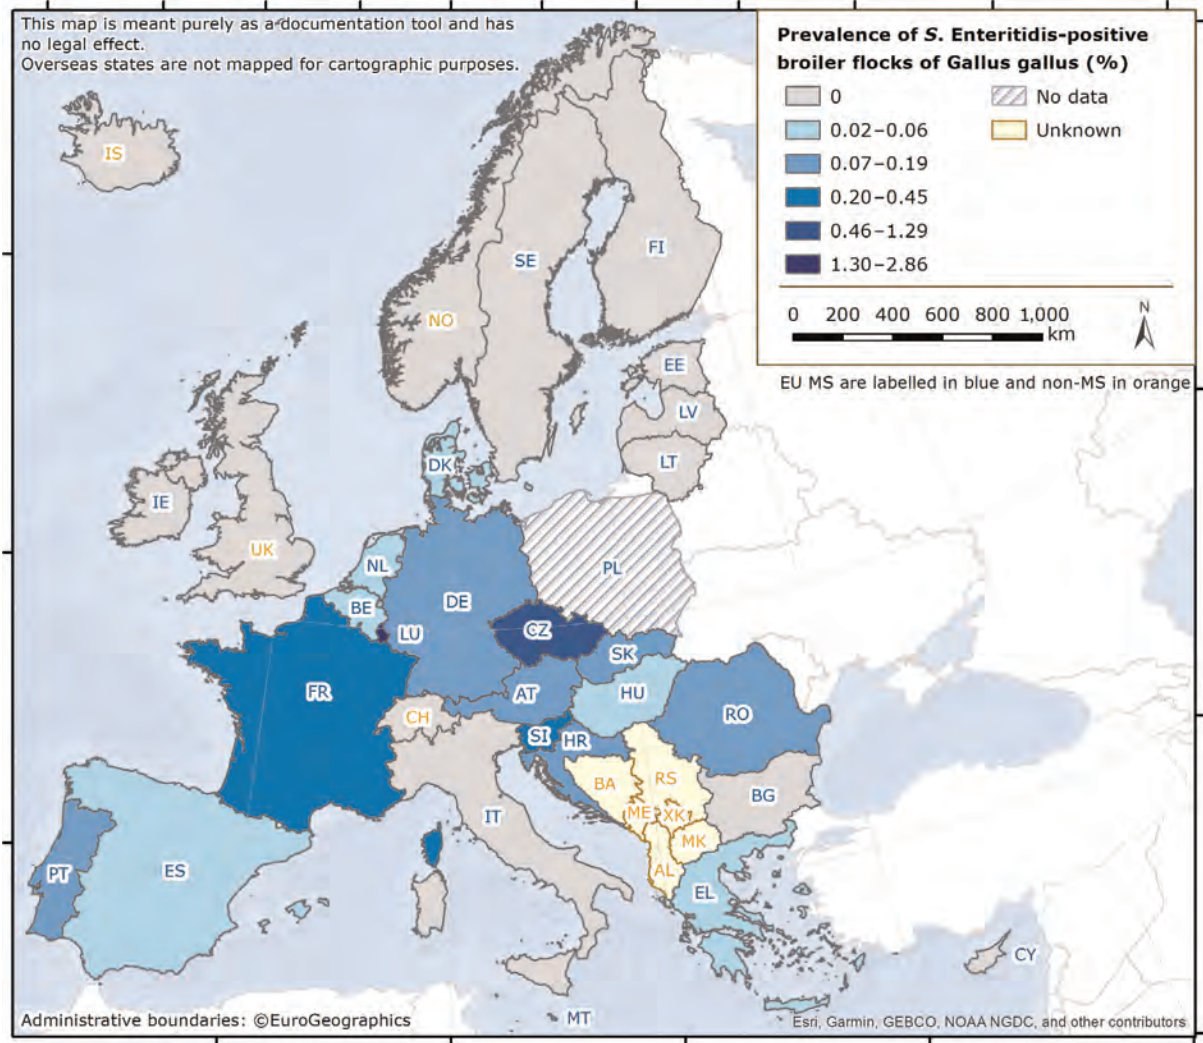 This map is meant purely as a documentation tool and has
no legal effect.
Overseas states are not mapped for cartographic purposes.
Prevalence of S. Enteritidis-positive
broiler flocks of Gallus gallus (%)
0
No data
0.02–0.06
Unknown
0.07–0.19
0.20–0.45
0.46–1.29
1.30–2.86
0 200 400 600 800 1,000
km
N
EU MS are labelled in blue and non-MS in orange
IS
SE
FI
NO
EE
LV
LT
DK
IE
UK
NL
PL
BE
DE
LU
CZ
SK
FR
AT
HU
CH
RO
SI
HR
BA
RS
BG
IT
ME
XK
MK
PT
ES
AL
EL
CY
MT
Administrative boundaries: ©EuroGeographics
Esri, Garmin, GEBCO, NOAA NGDC, and other contributors